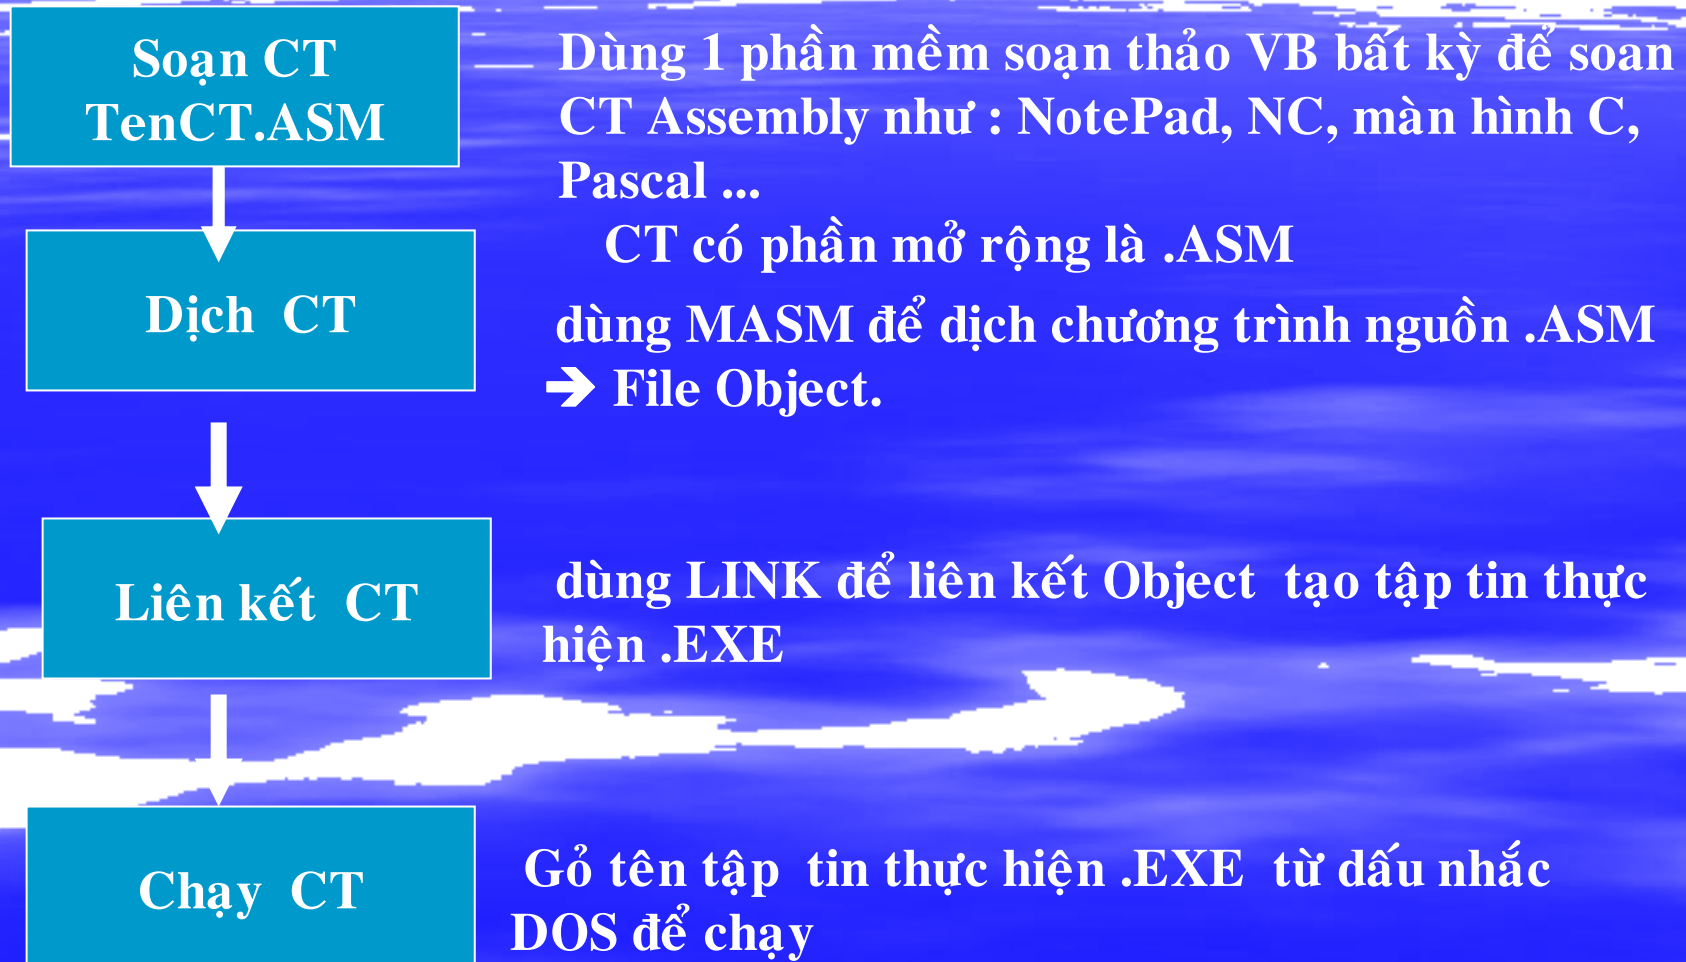 Soạn CT
TenCT.ASM
Dùng 1 phần mềm soạn thảo VB bất kỳ để soan
CT Assembly như : NotePad, NC, màn hình C,
Pascal ...
CT có phần mở rộng là .ASM
Dịch CT
dùng MASM để dịch chương trình nguồn .ASM
➔ File Object.
Liên kết CT
dùng LINK để liên kết Object tạo tập tin thực
hiện .EXE
Chạy CT
Gỏ tên tập tin thực hiện .EXE từ dấu nhắc
DOS để chạy